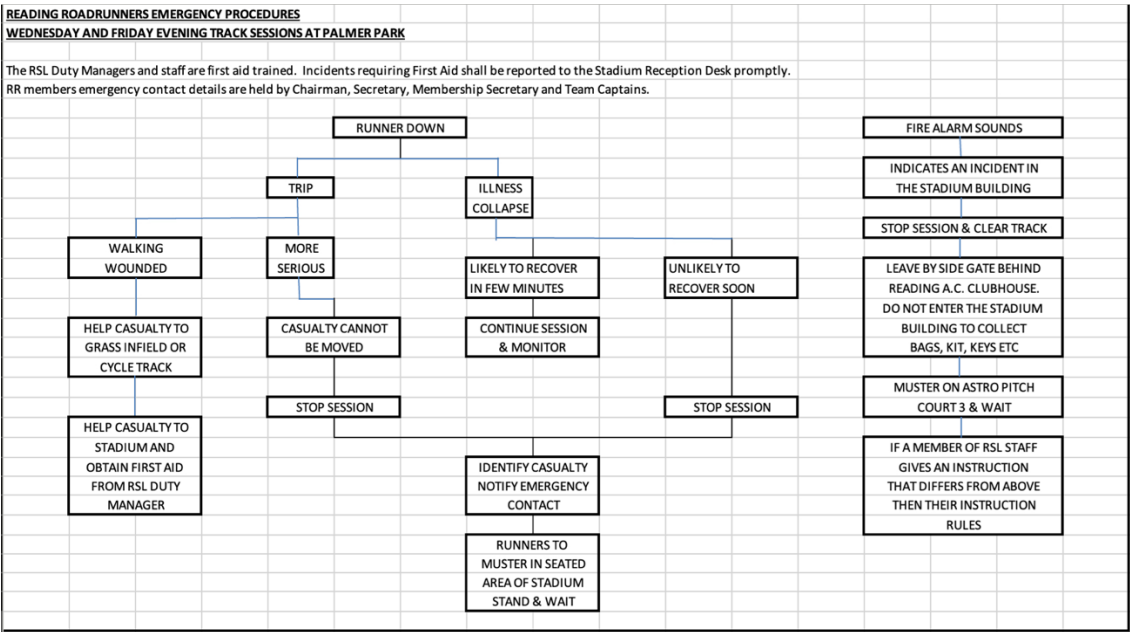 READING ROADRUNNERS EMERGENCY PROCEDURES
WEDNESDAY AND FRIDAY EVENING TRACK SESSIONS AT PALMER PARK
The RSL Duty Managers and staff are first aid trained. Incidents requiring First Aid shall be reported to the Stadium Reception Desk promptly.
RR members emergency contact details are held by Chairman, Secretary, Membership Secretary and Team Captains.
RUNNER DOWN
TRIP
ILLNESS
COLLAPSE
WALKING
WOUNDED
MORE
SERIOUS
LIKELY TO RECOVER
IN FEW MINUTES
UNLIKELY TO
RECOVER SOON
HELP CASUALTY TO
GRASS INFIELD OR
CYCLE TRACK
CASUALTY CANNOT
BE MOVED
CONTINUE SESSION
& MONITOR
STOP SESSION
STOP SESSION
HELP CASUALTY TO
STADIUM AND
OBTAIN FIRST AID
FROM RSL DUTY
MANAGER
IDENTIFY CASUALTY
NOTIFY EMERGENCY
CONTACT
RUNNERS TO
MUSTER IN SEATED
AREA OF STADIUM
STAND & WAIT
FIRE ALARM SOUNDS
INDICATES AN INCIDENT IN
THE STADIUM BUILDING
STOP SESSION & CLEAR TRACK
LEAVE BY SIDE GATE BEHIND
READING A.C. CLUBHOUSE.
DO NOT ENTER THE STADIUM
BUILDING TO COLLECT
BAGS, KIT, KEYS ETC
MUSTER ON ASTRO PITCH
COURT 3 & WAIT
IF A MEMBER OF RSL STAFF
GIVES AN INSTRUCTION
THAT DIFFERS FROM ABOVE
THEN THEIR INSTRUCTION
RULES